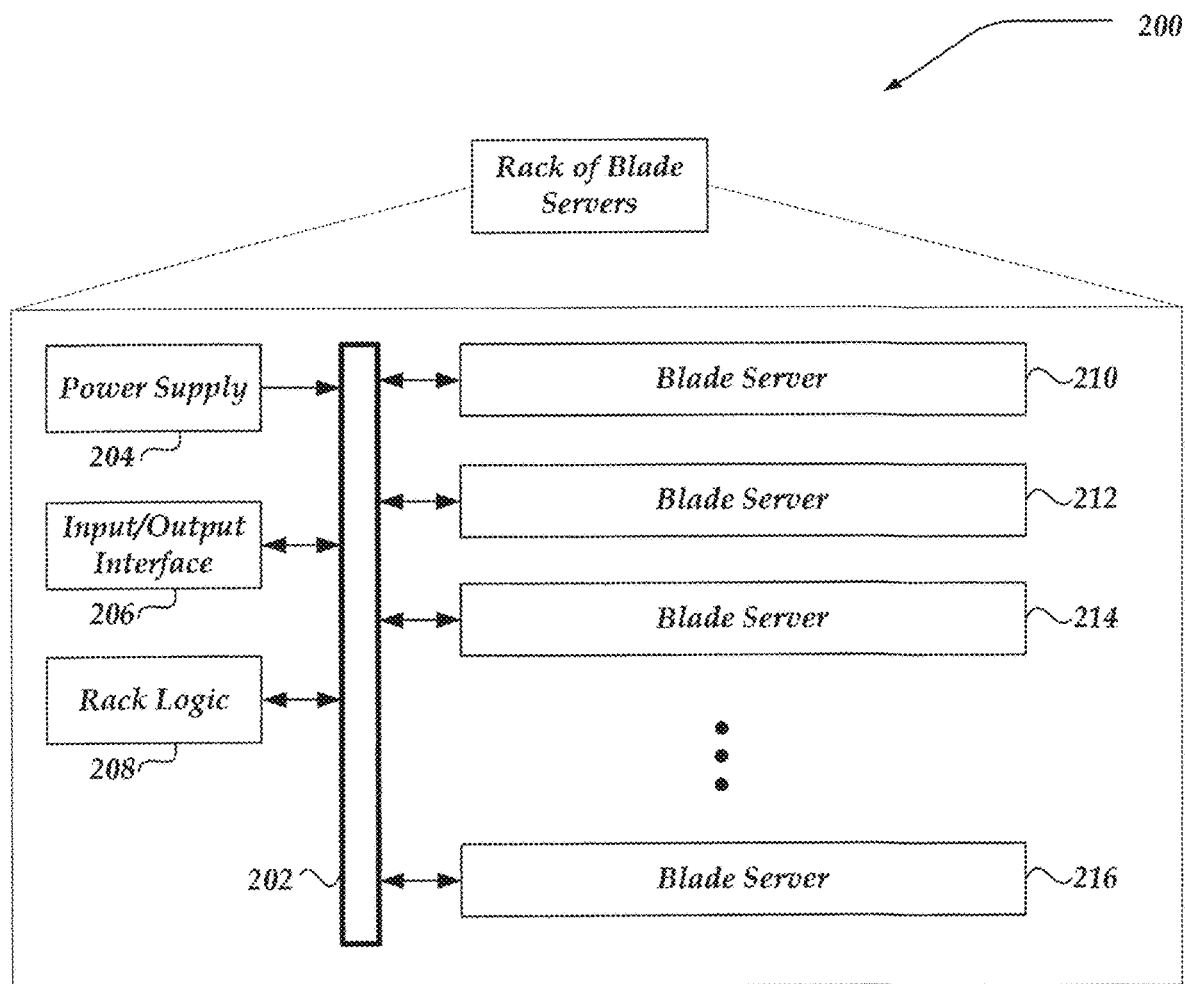 200
Rack of Blade
Servers
Power Supply
204
Input/Output
Interface
206
Rack Logic
208
202
Blade Server
210
Blade Server
212
Blade Server
214
Blade Server
216